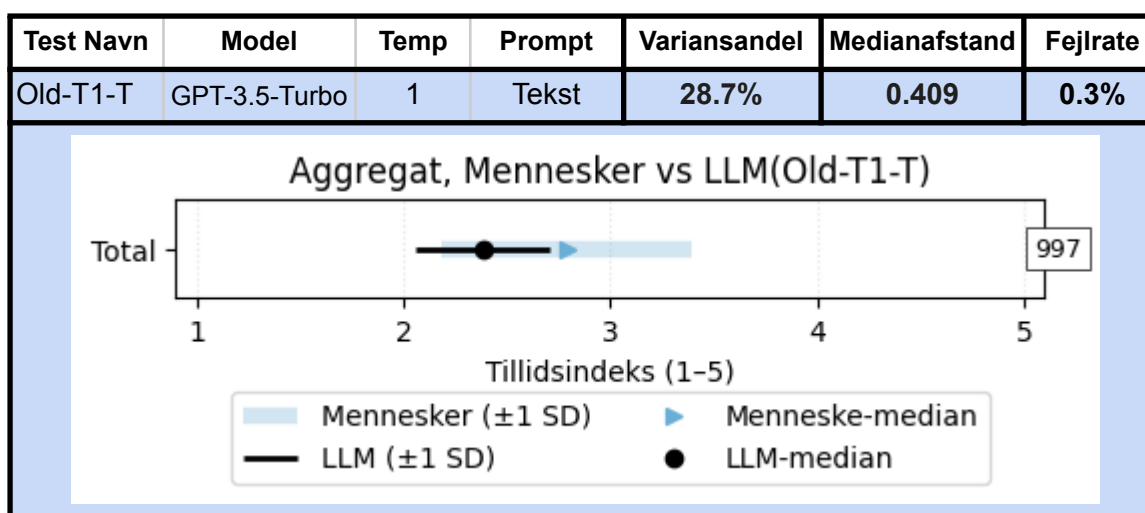 Test Navn Model Temp Prompt Variansandel Medianafstand Fejlrate
Old-T1-T GPT-3.5-Turbo 1 Tekst 28.7% 0.409 0.3%
Aggregat, Mennesker vs LLM(Old-T1-T)
Total 997
1 2 3 4 5
Tillidsindeks (1–5)
Mennesker (±1 SD) Menneske-median
LLM (±1 SD) LLM-median